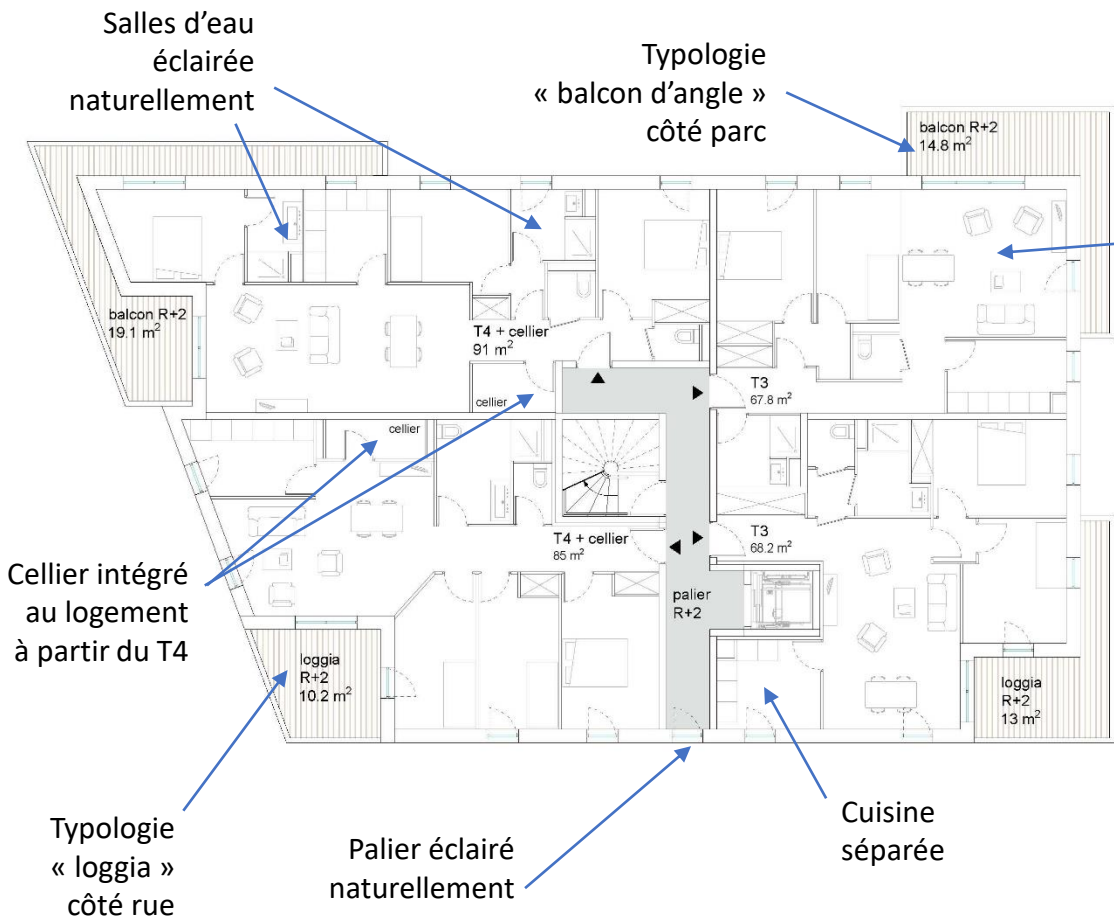 Salles d’eau
éclairée
naturellement
Typologie
« balcon d’angle »
côté parc
balcon R+2
14.8 m²
balcon R+2
19.1 m²
T4 + cellier
91 m²
cellier
T3
67.8 m²
cellier
T4 + cellier
85 m²
T3
68.2 m²
palier
R+2
Cellier intégré
au logement
à partir du T4
loggia
R+2
10.2 m²
loggia
R+2
13 m²
Typologie
« loggia »
côté rue
Palier éclairé
naturellement
Cuisine
séparée